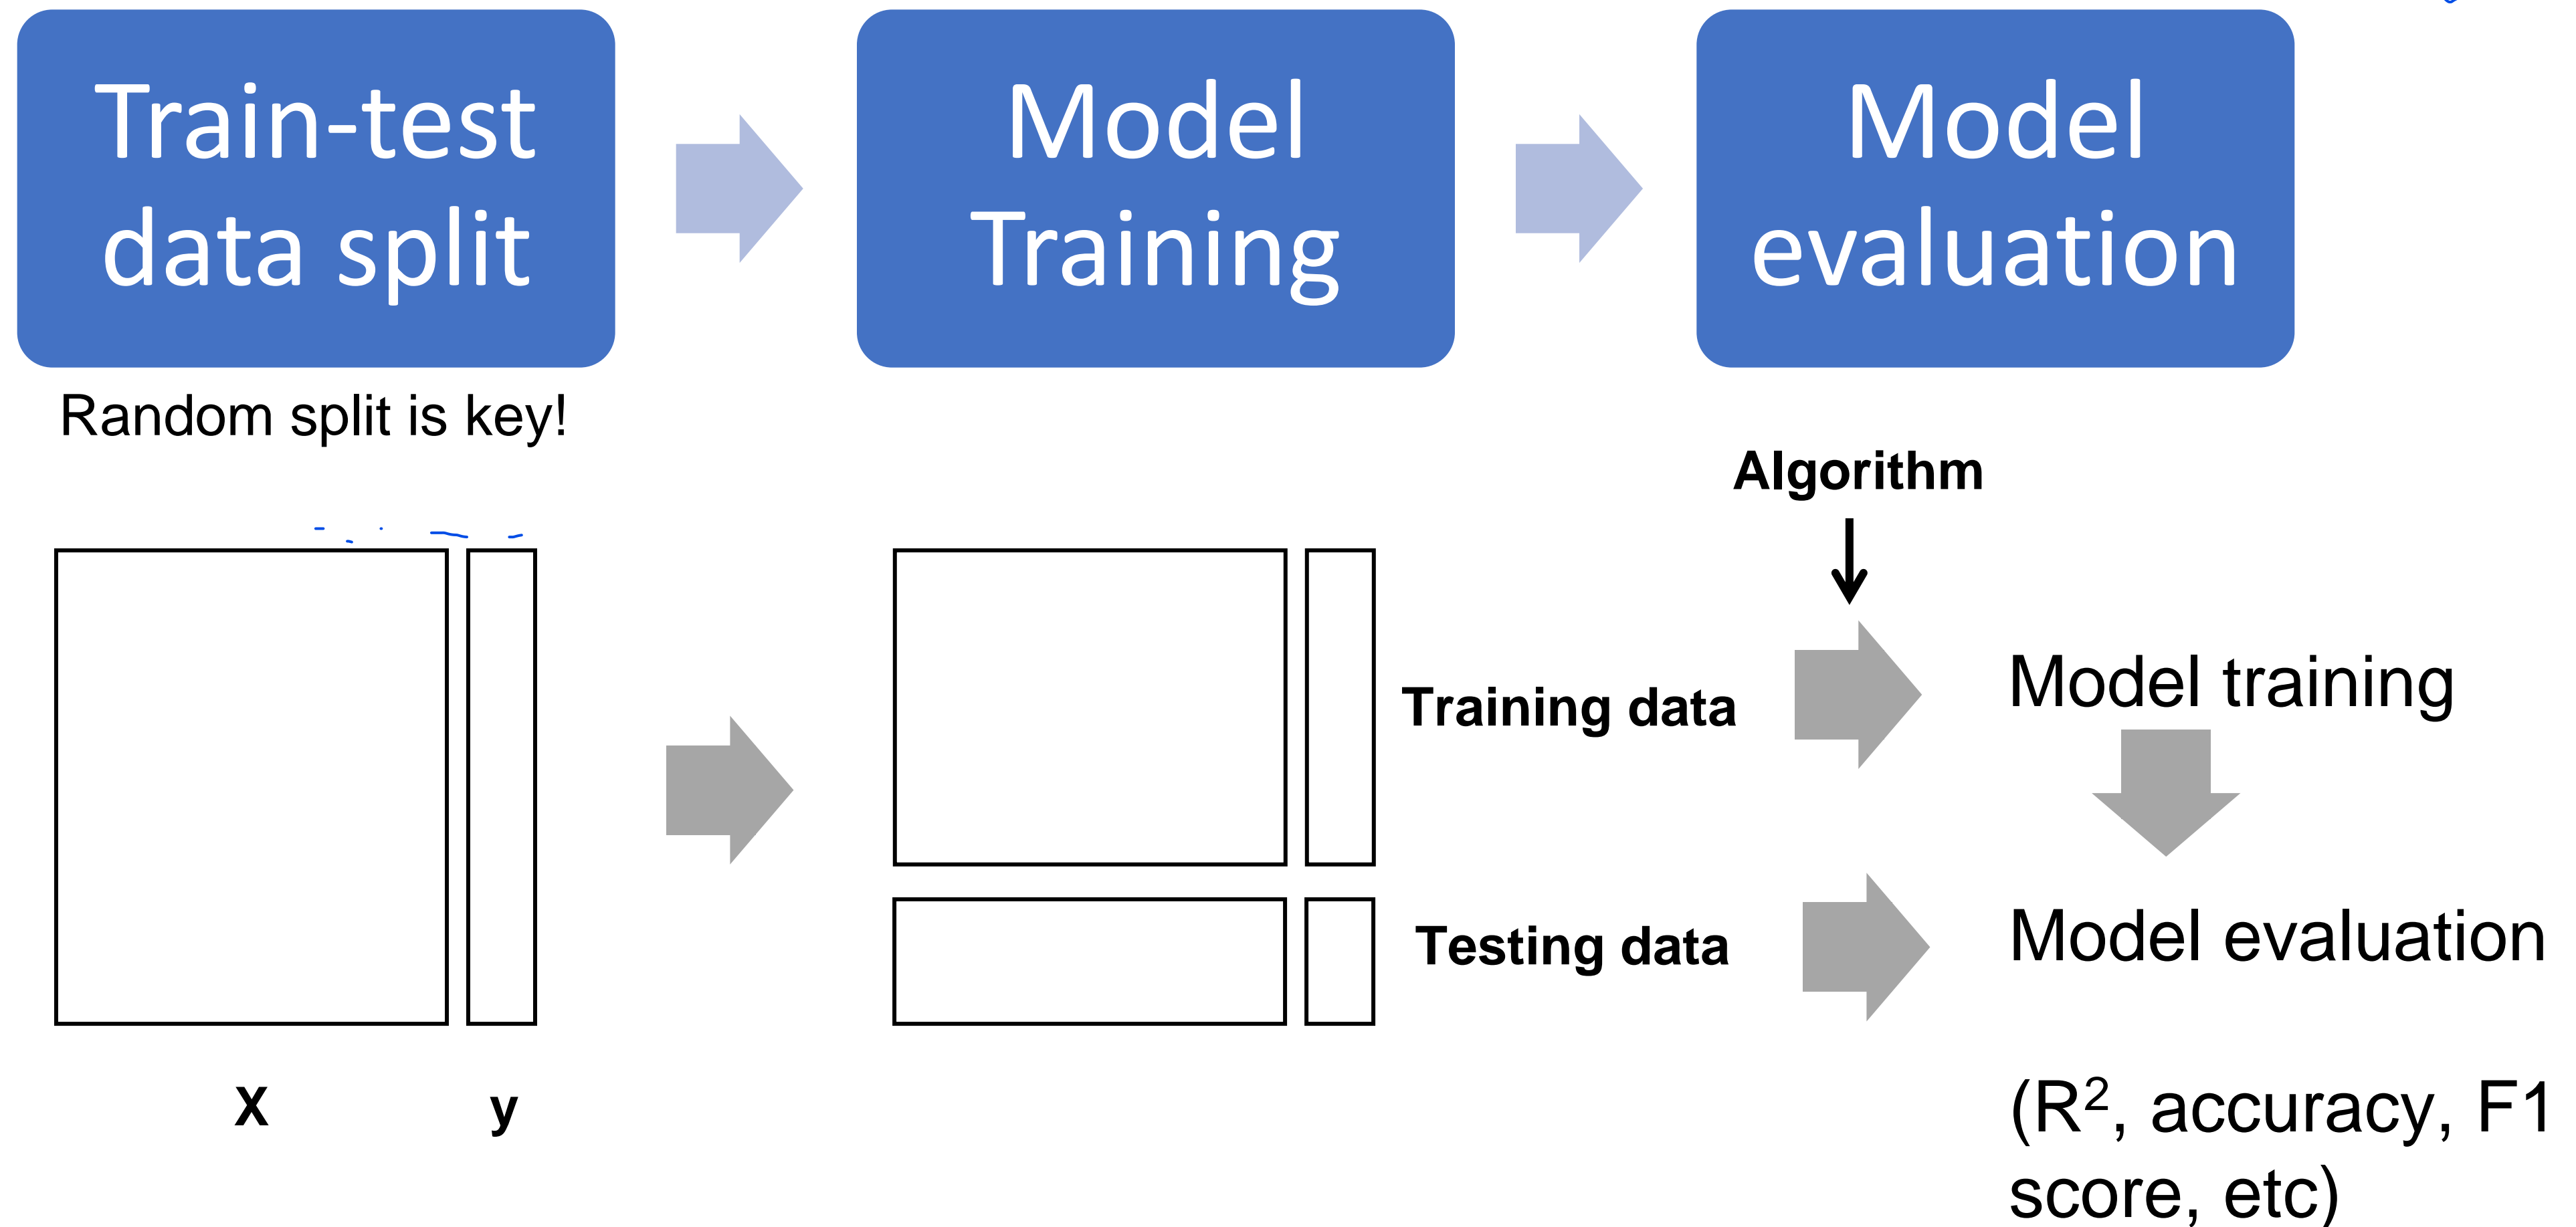 Train-test
data split
Model
Training
Model
evaluation
Random split is key!
Algorithm
Training data
Model training
Testing data
Model evaluation
X
y
(R², accuracy, F1
score, etc)